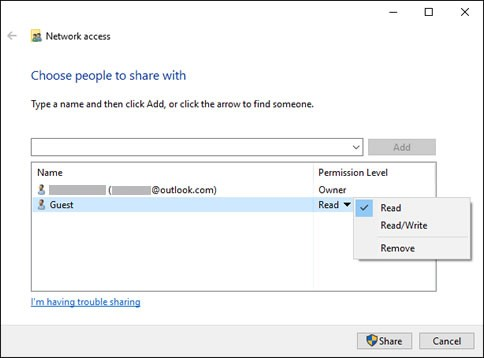 Network access
Choose people to share with
Type a name and then click Add, or click the arrow to find someone.
Add
Name Permission Level
( @outlook.com) Owner
Guest Read
Read
Read/Write
Remove
I'm having trouble sharing
Share Cancel